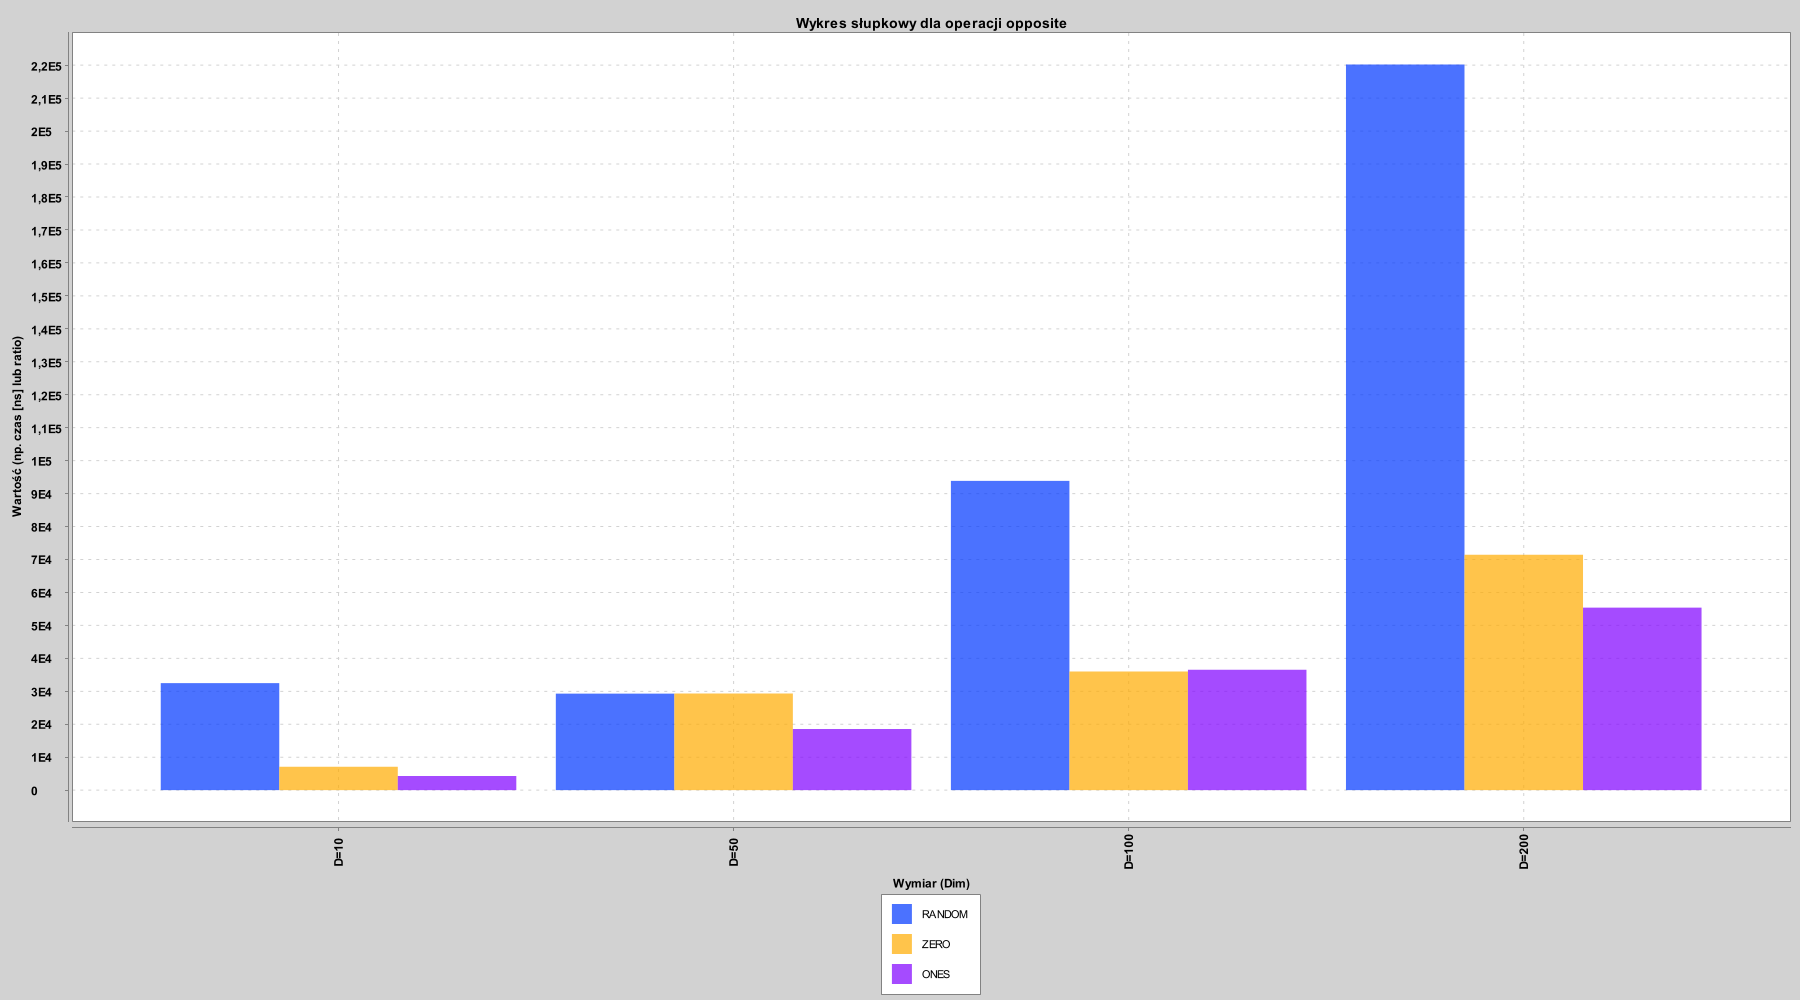 Wykres słupkowy dla operacji opposite
Wartość (np. czas [ns] lub ratio)
2,2E5
2,1E5
2E5
1,9E5
1,8E5
1,7E5
1,6E5
1,5E5
1,4E5
1,3E5
1,2E5
1,1E5
1E5
9E4
8E4
7E4
6E4
5E4
4E4
3E4
2E4
1E4
0
D=10
D=50
D=100
D=200
Wymiar (Dim)
RANDOM
ZERO
ONES